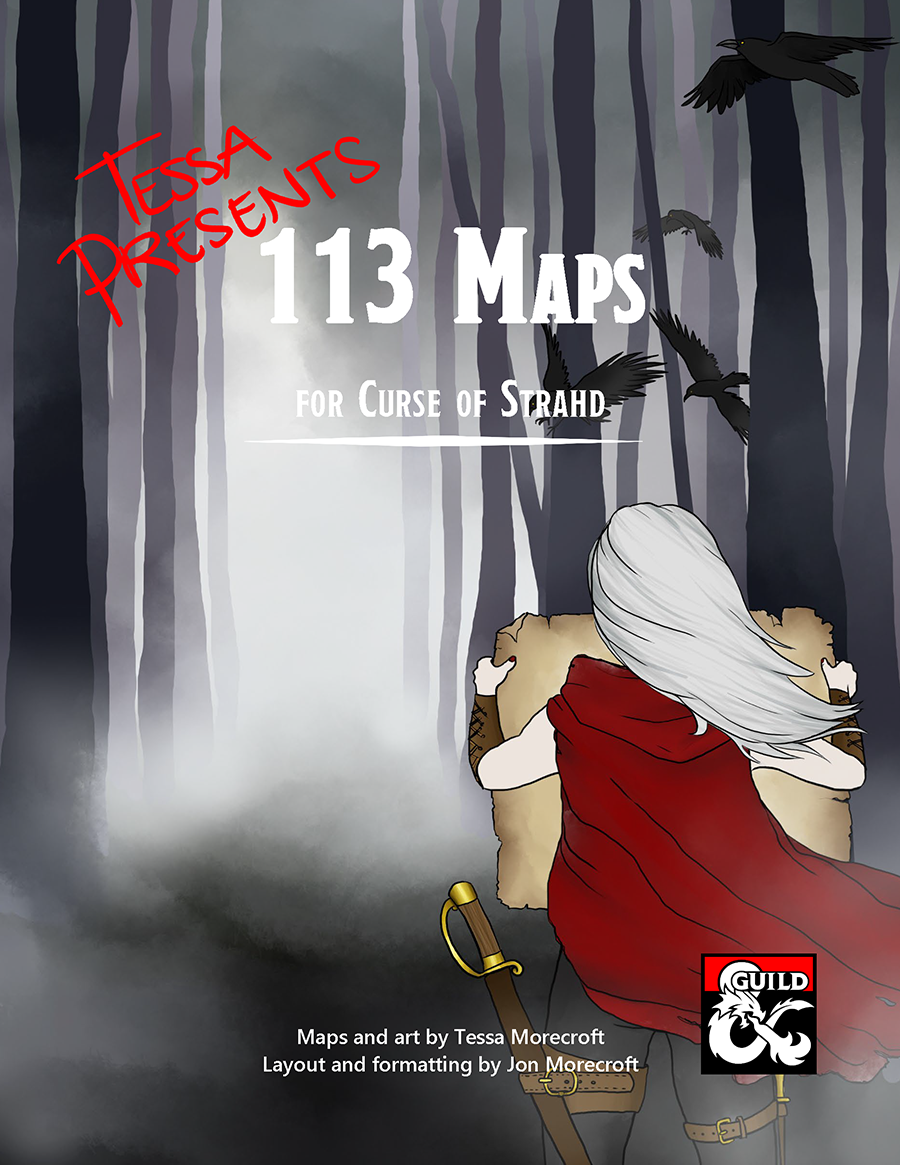 TESSA
PRESENTS
113 Maps
for Curse of Strahd
Maps and art by Tessa Morecroft
Layout and formatting by Jon Morecroft
GUILD